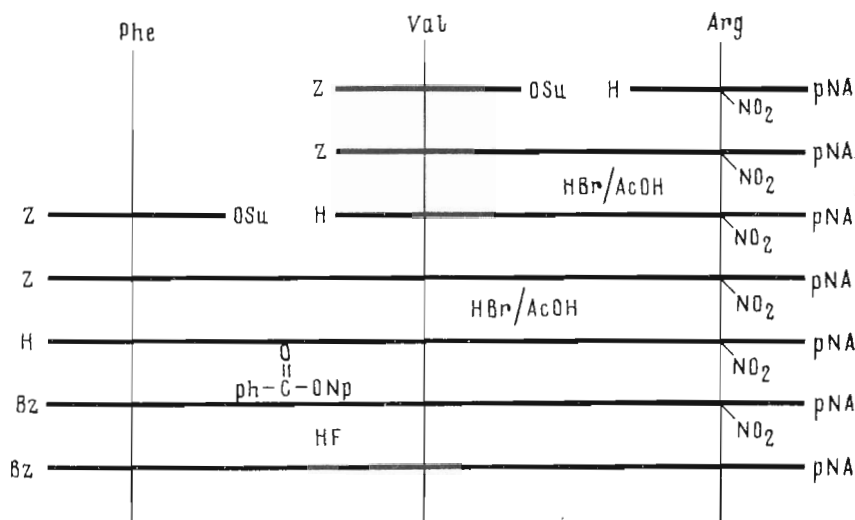 Phe Val Arg
Z OSu H NO2 pNA
Z NO2 pNA
HBr/AcOH
Z OSu H NO2 pNA
Z NO2 pNA
HBr/AcOH
H NO2 pNA
O
ph-C-ONp
Bz NO2 pNA
HF
Bz pNA